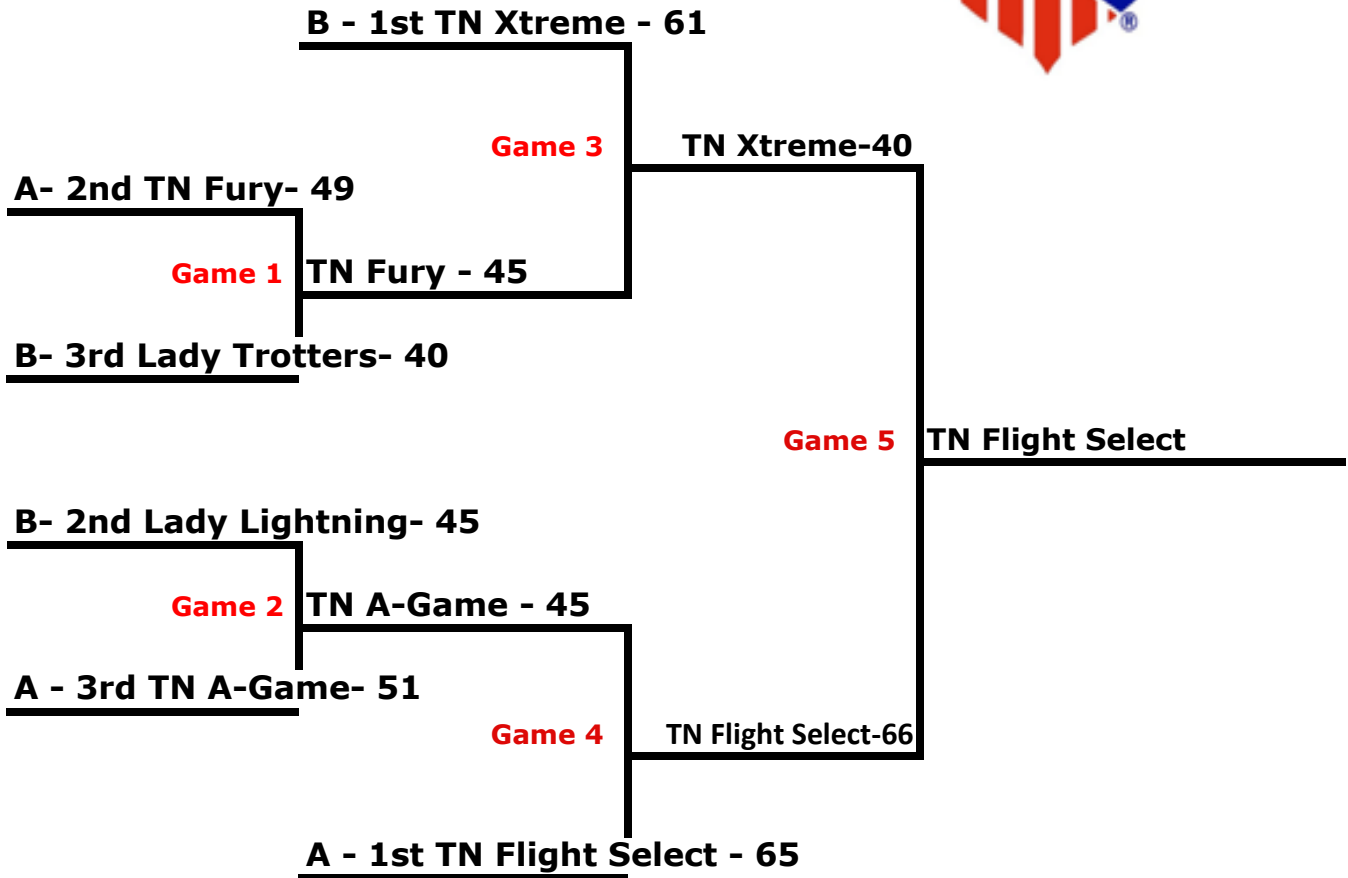 B - 1st TN Xtreme - 61
Game 3
TN Xtreme-40
A- 2nd TN Fury- 49
Game 1
TN Fury - 45
B- 3rd Lady Trotters- 40
Game 5
TN Flight Select
B- 2nd Lady Lightning- 45
Game 2
TN A-Game - 45
A - 3rd TN A-Game- 51
Game 4
TN Flight Select-66
A - 1st TN Flight Select - 65
®